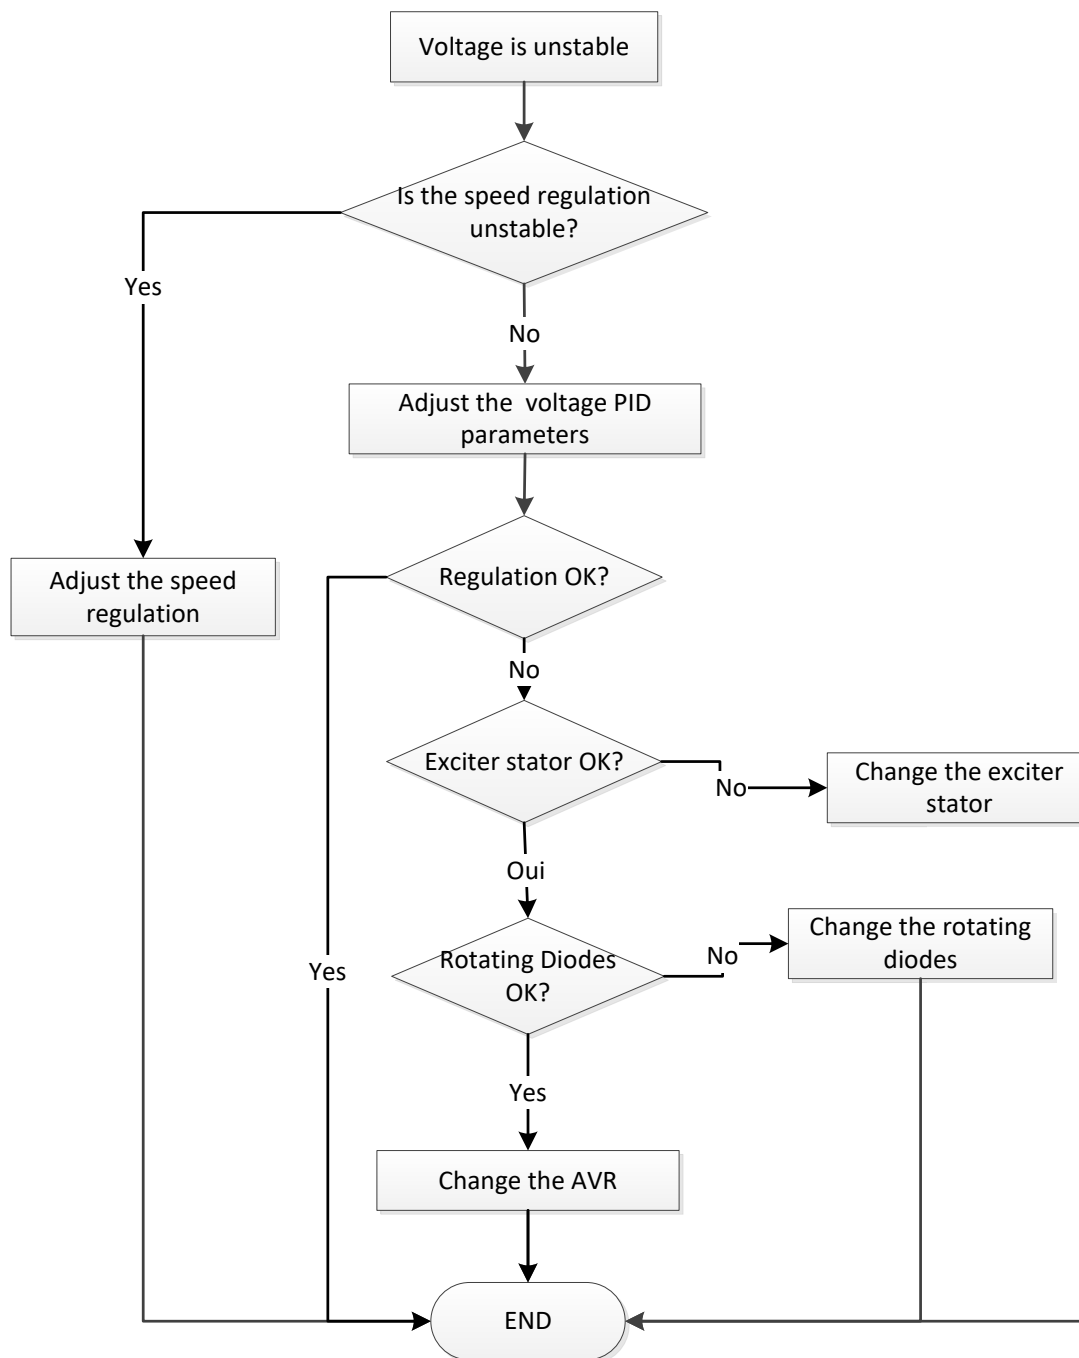 Voltage is unstable
Is the speed regulation
unstable?
Yes
No
Adjust the  voltage PID
parameters
Adjust the speed
regulation
Regulation OK?
No
Exciter stator OK?
No
Change the exciter
stator
Oui
Yes
Rotating Diodes
OK?
No
Change the rotating
diodes
Yes
Change the AVR
END